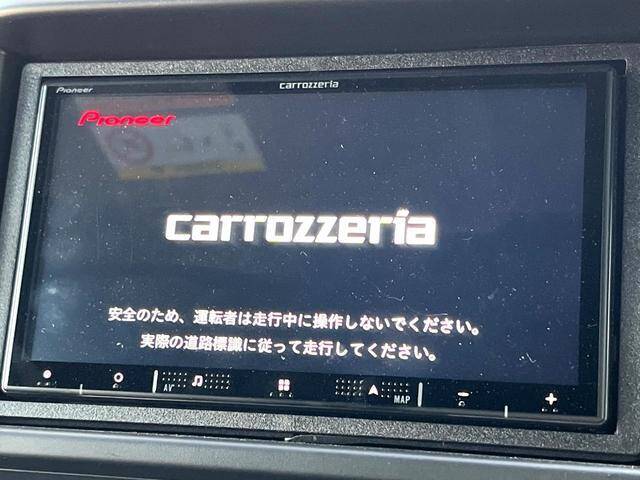 Pioneer carrozzeria
Pioneer
carrozzeria
安全のため、運転者は走行中に操作しないでください。
実際の道路標識に従って走行してください。
AV MAP